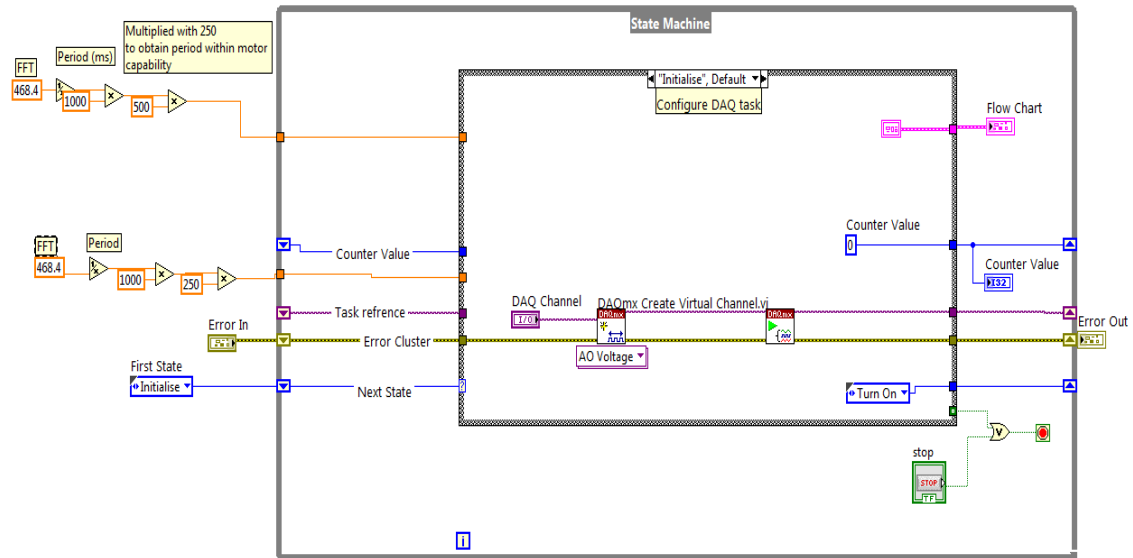 State Machine
Multiplied with 250
to obtain period within motor
capability
Period (ms)
FFT
468.4
1000
500
"Initialise", Default
Configure DAQ task
Flow Chart
Counter Value
Counter Value
0
Counter Value
I32
FFT
Period
468.4
1000
250
DAQ Channel
DAQmx Create Virtual Channel.vi
I/O
DAQmx
DAQmx
Task refrence
Error In
Error Cluster
Error Out
AO Voltage
First State
Initialise
Next State
?
Turn On
V
stop
STOP
TF
i